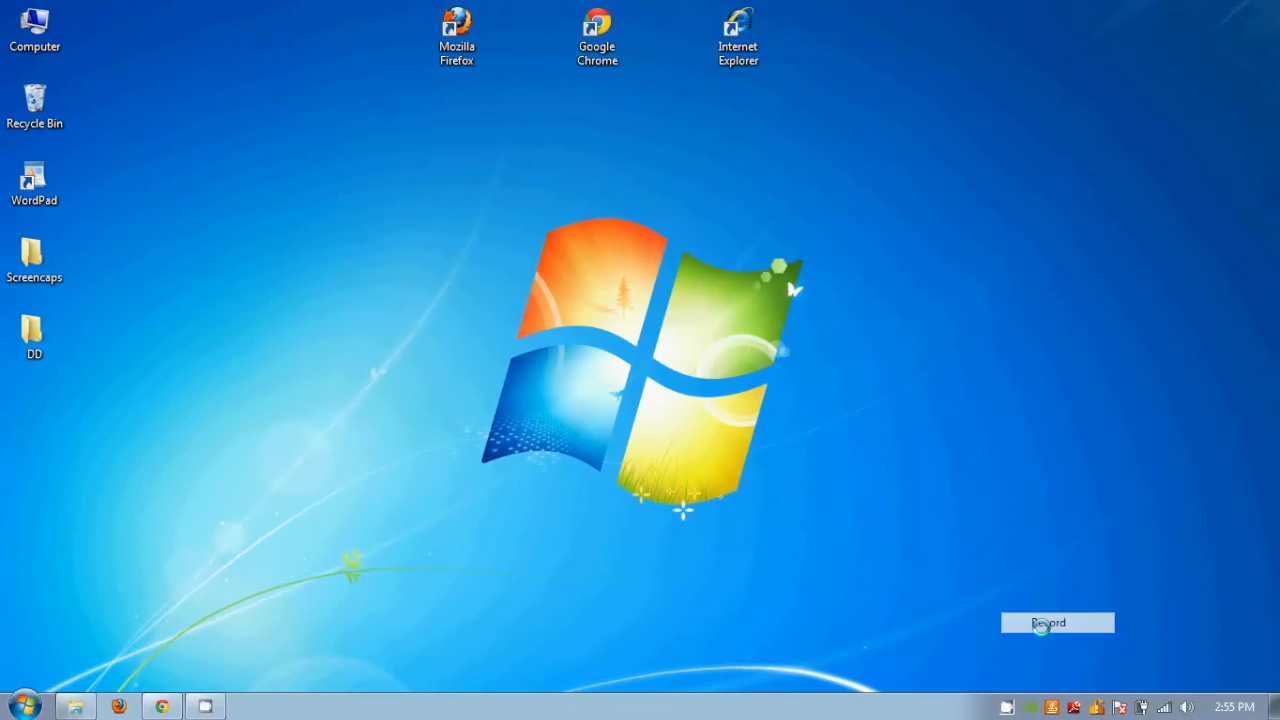 Computer
Mozilla
Firefox
Google
Chrome
Internet
Explorer
Recycle Bin
WordPad
Screencaps
DD
Record
2:55 PM